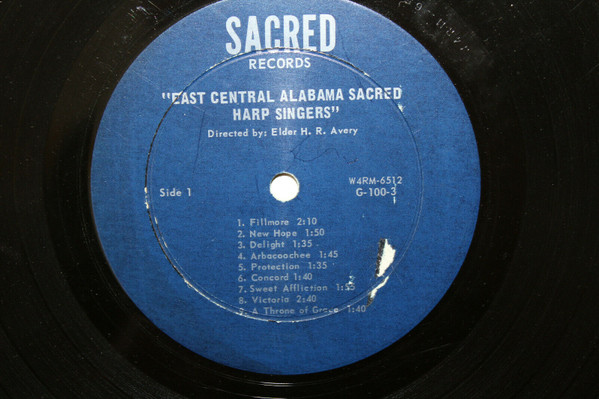 SACRED
RECORDS
"EAST CENTRAL ALABAMA SACRED
HARP SINGERS"
Directed by: Elder H. R. Avery
Side 1
W4RM-6512
G-100-3
1. Fillmore 2:10
2. New Hope 1:50
3. Delight 1:35
4. Arbacoochee 1:45
5. Protection 1:35
6. Concord 1:40
7. Sweet Affliction
8. Victoria 2:40
A Throne of Grace 1:40